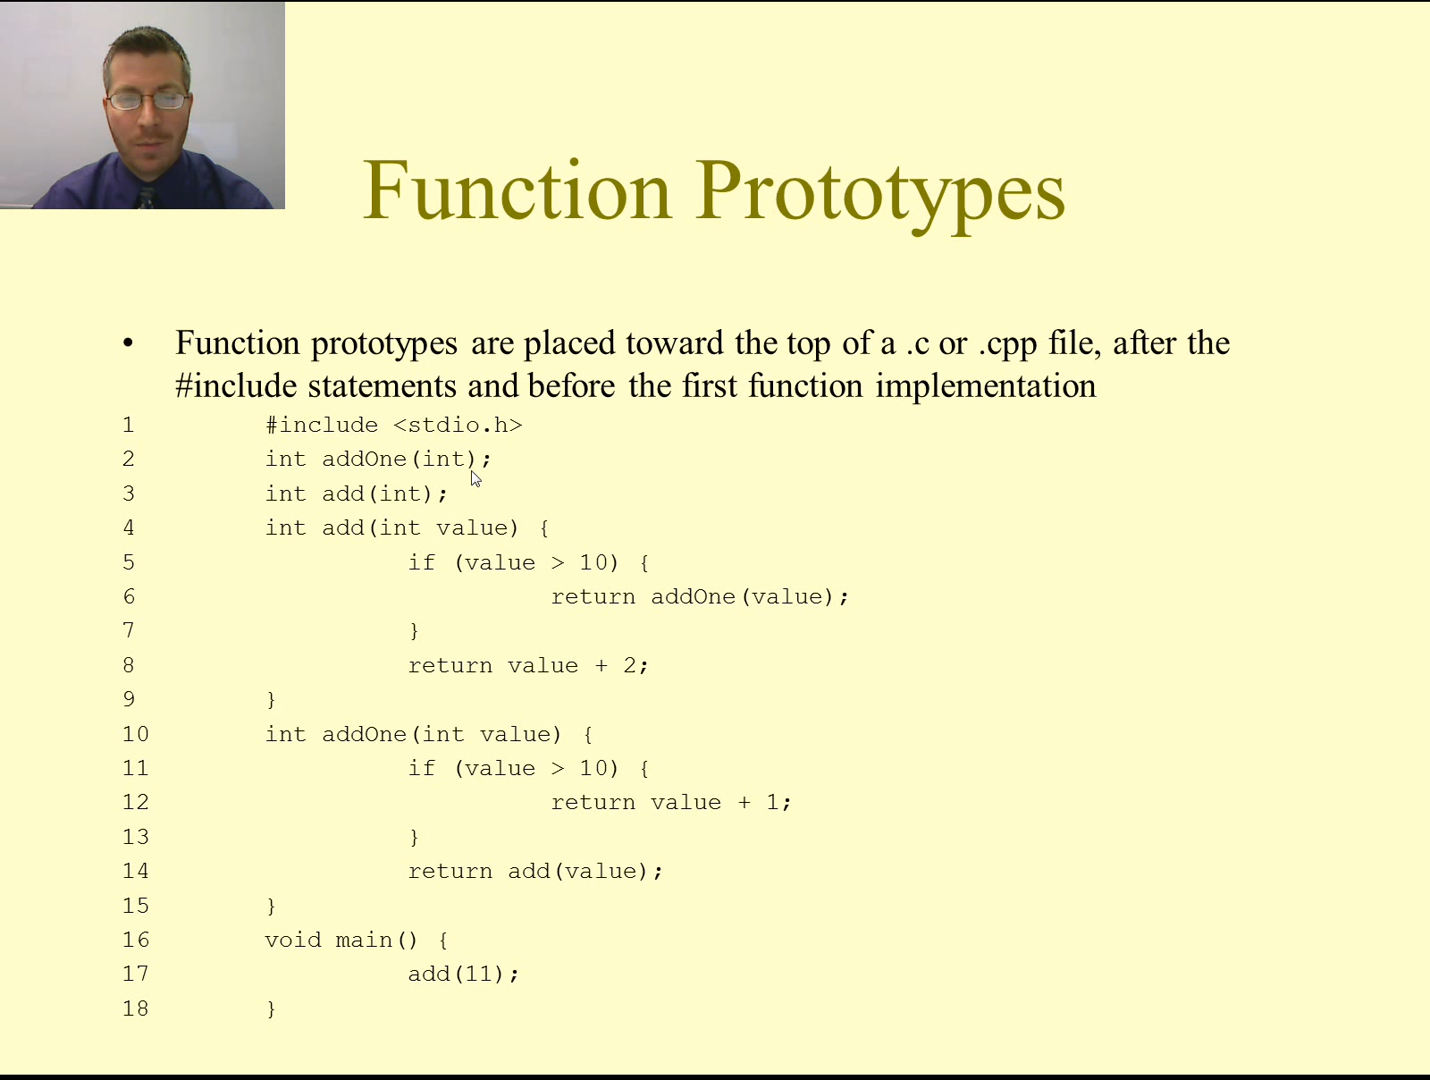 Function Prototypes
• Function prototypes are placed toward the top of a .c or .cpp file, after the
#include statements and before the first function implementation
1 #include <stdio.h>
2 int addOne(int);
3 int add(int);
4 int add(int value) {
5 if (value > 10) {
6 return addOne(value);
7 }
8 return value + 2;
9 }
10 int addOne(int value) {
11 if (value > 10) {
12 return value + 1;
13 }
14 return add(value);
15 }
16 void main() {
17 add(11);
18 }